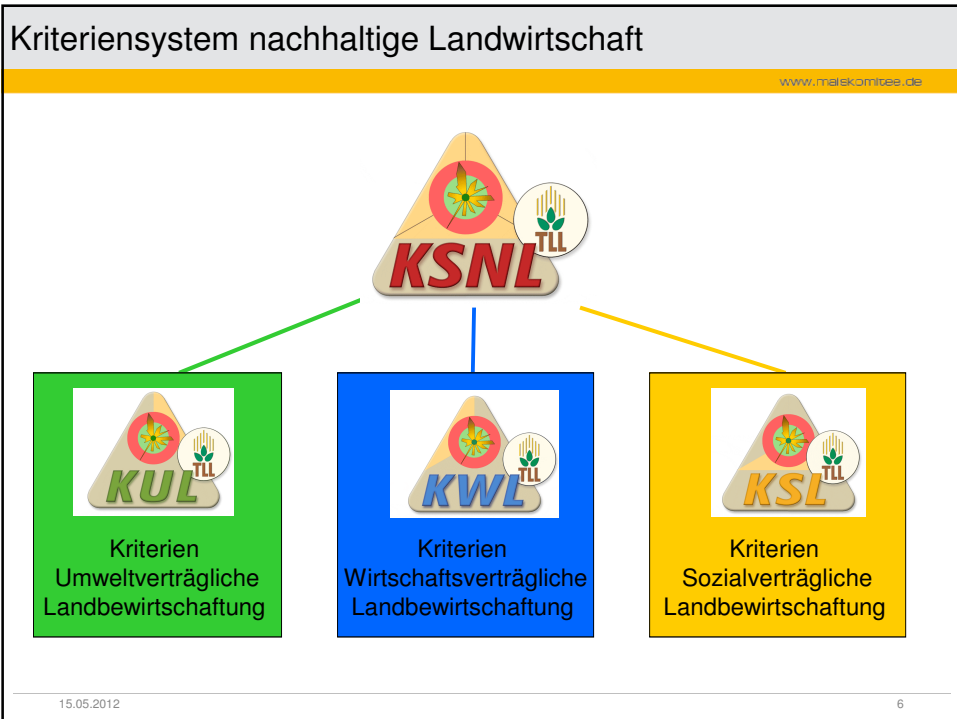 Kriteriensystem nachhaltige Landwirtschaft
www.maiskomitee.de
KSNL
TLL
KUL
TLL
Kriterien
Umweltverträgliche
Landbewirtschaftung
KWL
TLL
Kriterien
Wirtschaftsverträgliche
Landbewirtschaftung
KSL
TLL
Kriterien
Sozialverträgliche
Landbewirtschaftung
15.05.2012
6